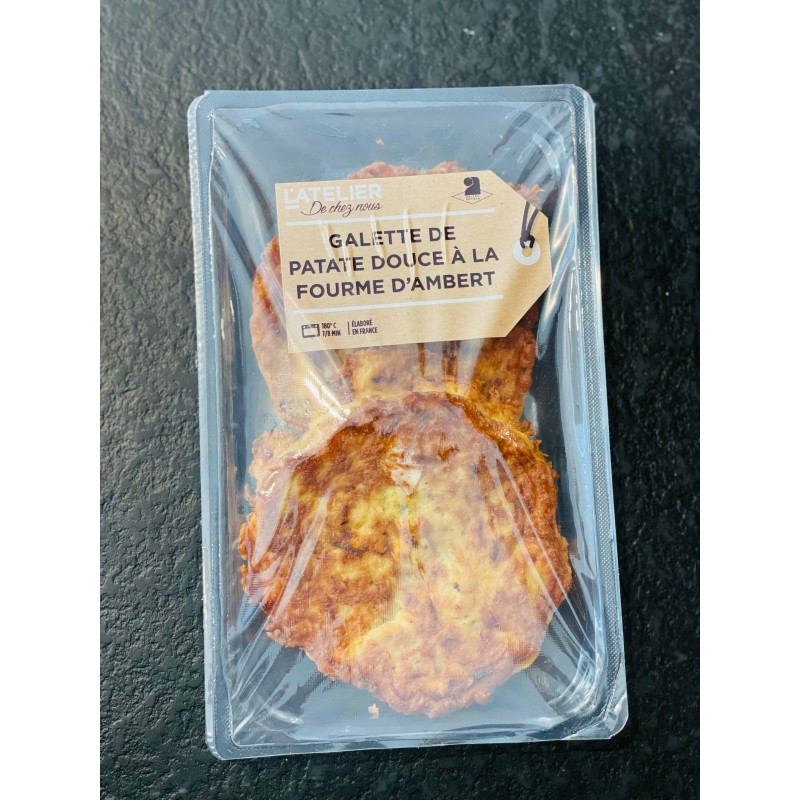 L'ATELIER
De chez nous
GALETTE DE
PATATE DOUCE À LA
FOURME D'AMBERT
180° C
7/8 MIN
ÉLABORÉ
EN FRANCE